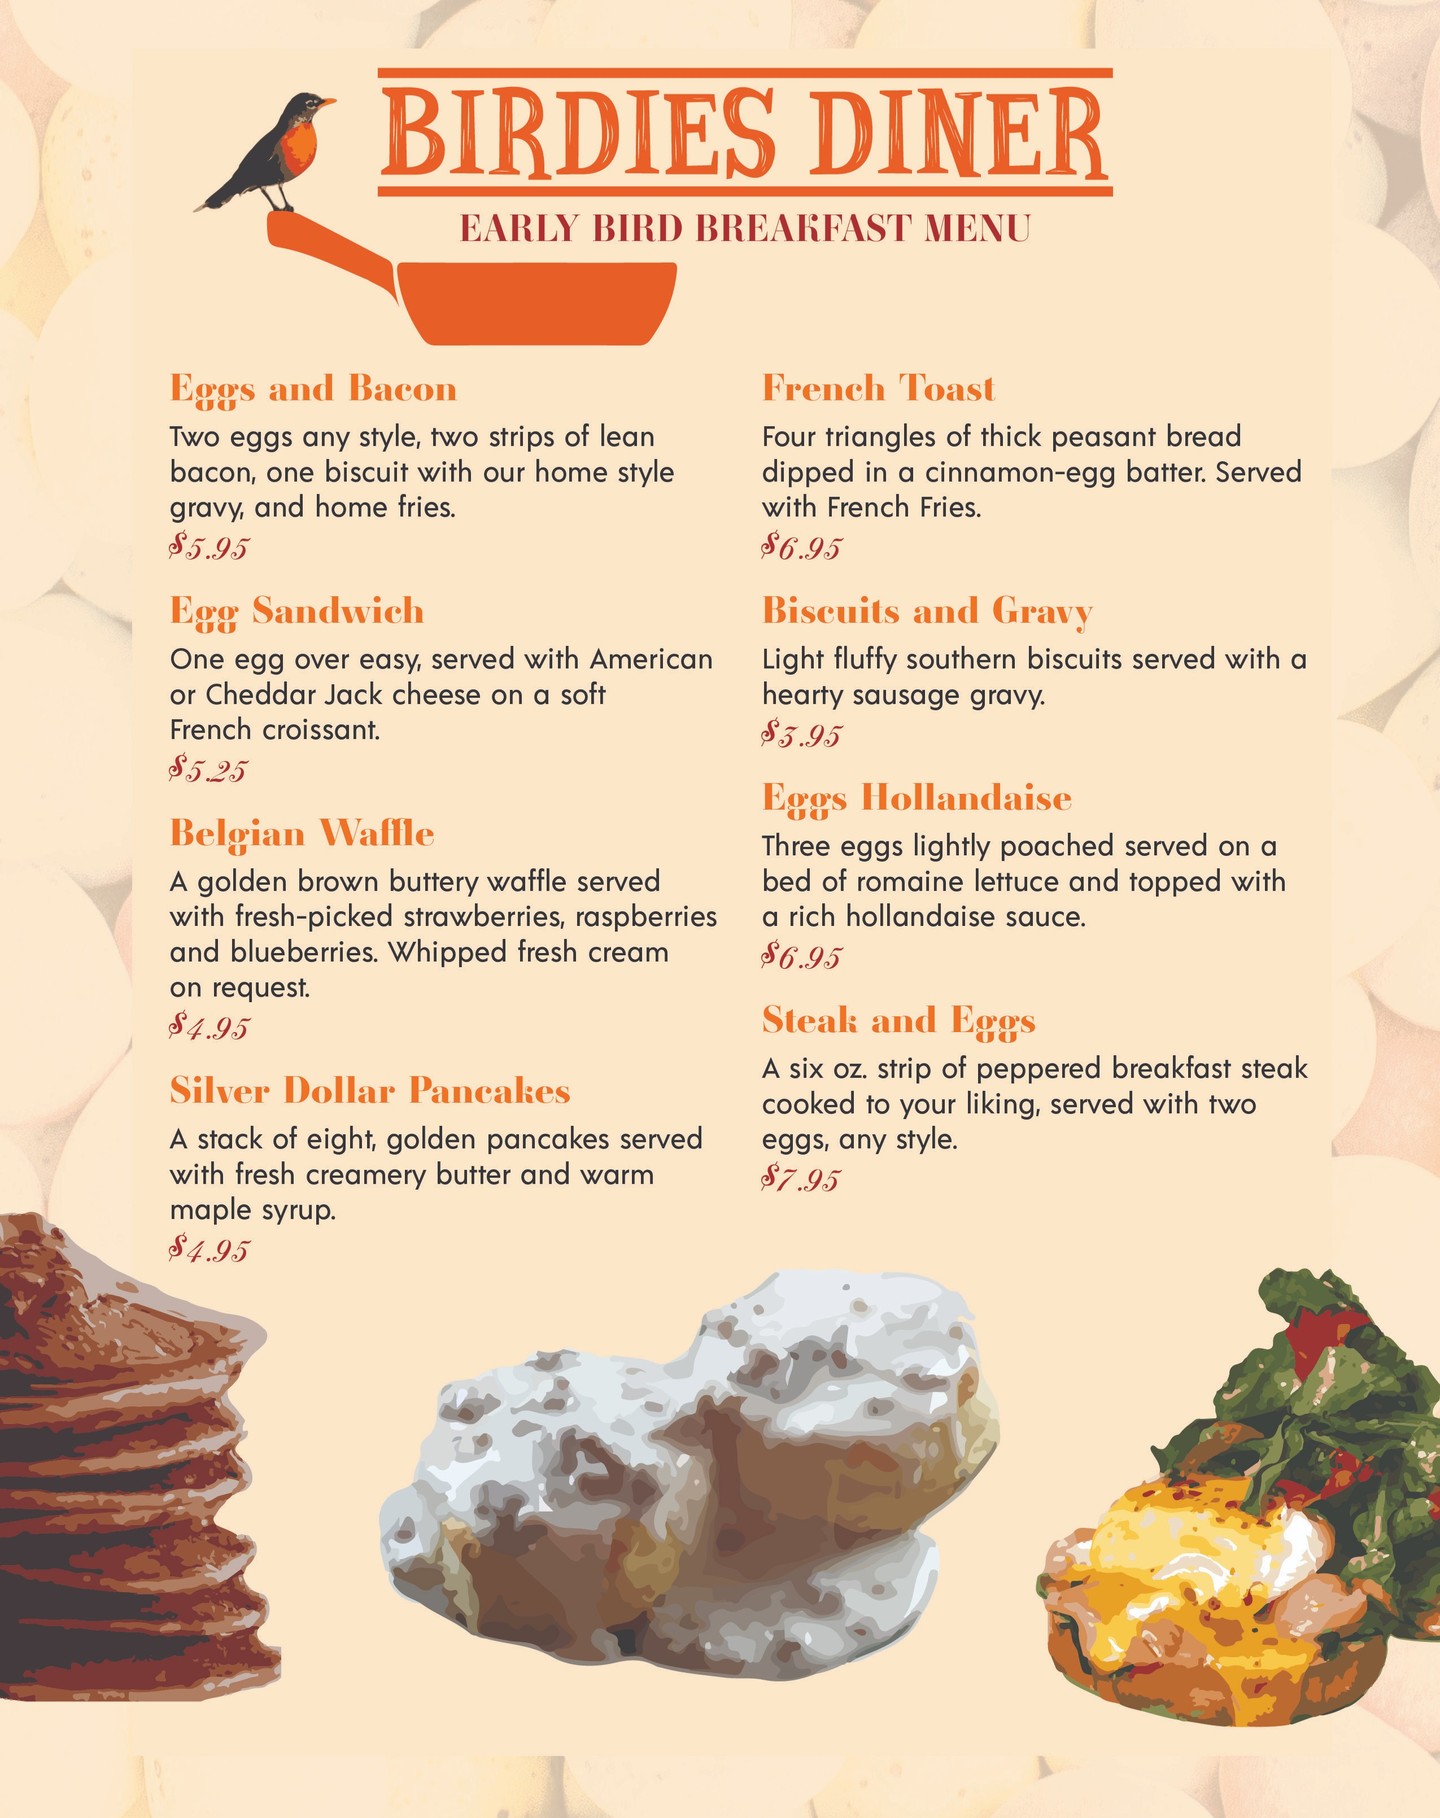 BIRDIES DINER
EARLY BIRD BREAKFAST MENU
Eggs and Bacon
Two eggs any style, two strips of lean
bacon, one biscuit with our home style
gravy, and home fries.
$5.95
Egg Sandwich
One egg over easy, served with American
or Cheddar Jack cheese on a soft
French croissant.
$5.25
Belgian Waffle
A golden brown buttery waffle served
with fresh-picked strawberries, raspberries
and blueberries. Whipped fresh cream
on request.
$4.95
Silver Dollar Pancakes
A stack of eight, golden pancakes served
with fresh creamery butter and warm
maple syrup.
$4.95
French Toast
Four triangles of thick peasant bread
dipped in a cinnamon-egg batter. Served
with French Fries.
$6.95
Biscuits and Gravy
Light fluffy southern biscuits served with a
hearty sausage gravy.
$3.95
Eggs Hollandaise
Three eggs lightly poached served on a
bed of romaine lettuce and topped with
a rich hollandaise sauce.
$6.95
Steak and Eggs
A six oz. strip of peppered breakfast steak
cooked to your liking, served with two
eggs, any style.
$7.95